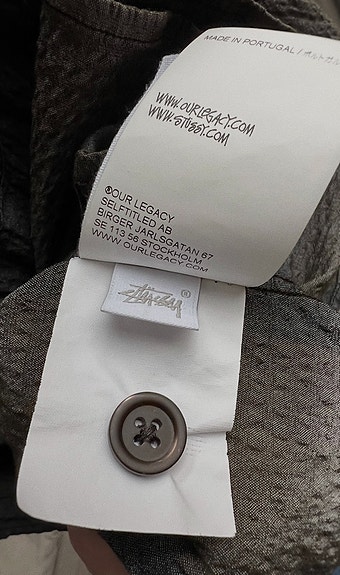 MADE IN PORTUGAL /
WWW.OURLEGACY.COM
WWW.STÜSSY.COM
®OUR LEGACY
SELFTITLED AB
BIRGER JARLSGATAN 67
SE 113 56 STOCKHOLM
WWW.OURLEGACY.COM
Stüssy ®